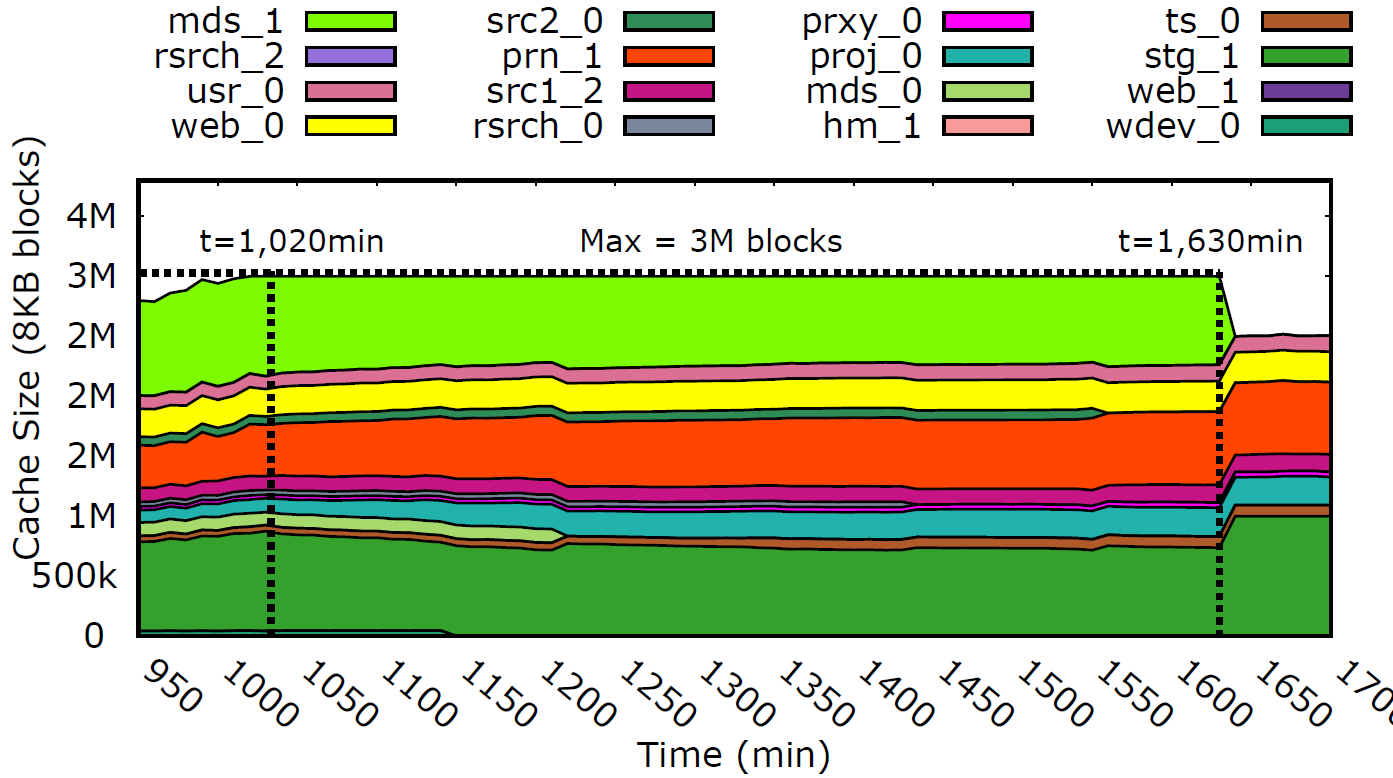 mds_1 src2_0 prxy_0 ts_0
rsrch_2 prn_1 proj_0 stg_1
usr_0 src1_2 mds_0 web_1
web_0 rsrch_0 hm_1 wdev_0
Cache Size (8KB blocks)
4M
t=1,020min Max = 3M blocks t=1,630min
3M
2M
2M
2M
1M
500k
0
950 1000 1050 1100 1150 1200 1250 1300 1350 1400 1450 1500 1550 1600 1650 1700
Time (min)